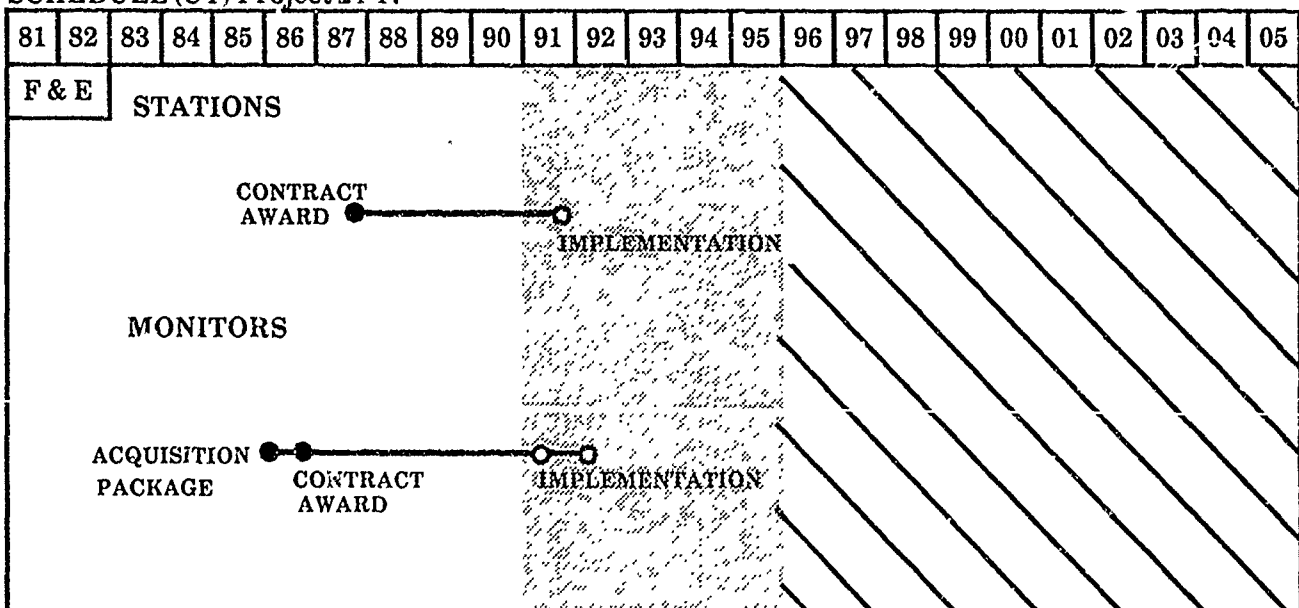 81 82 83 84 85 86 87 88 89 90 91 92 93 94 95 96 97 98 99 00 01 02 03 04 05
F & E
STATIONS
CONTRACT
AWARD
IMPLEMENTATION
MONITORS
ACQUISITION
PACKAGE
CONTRACT
AWARD
IMPLEMENTATION